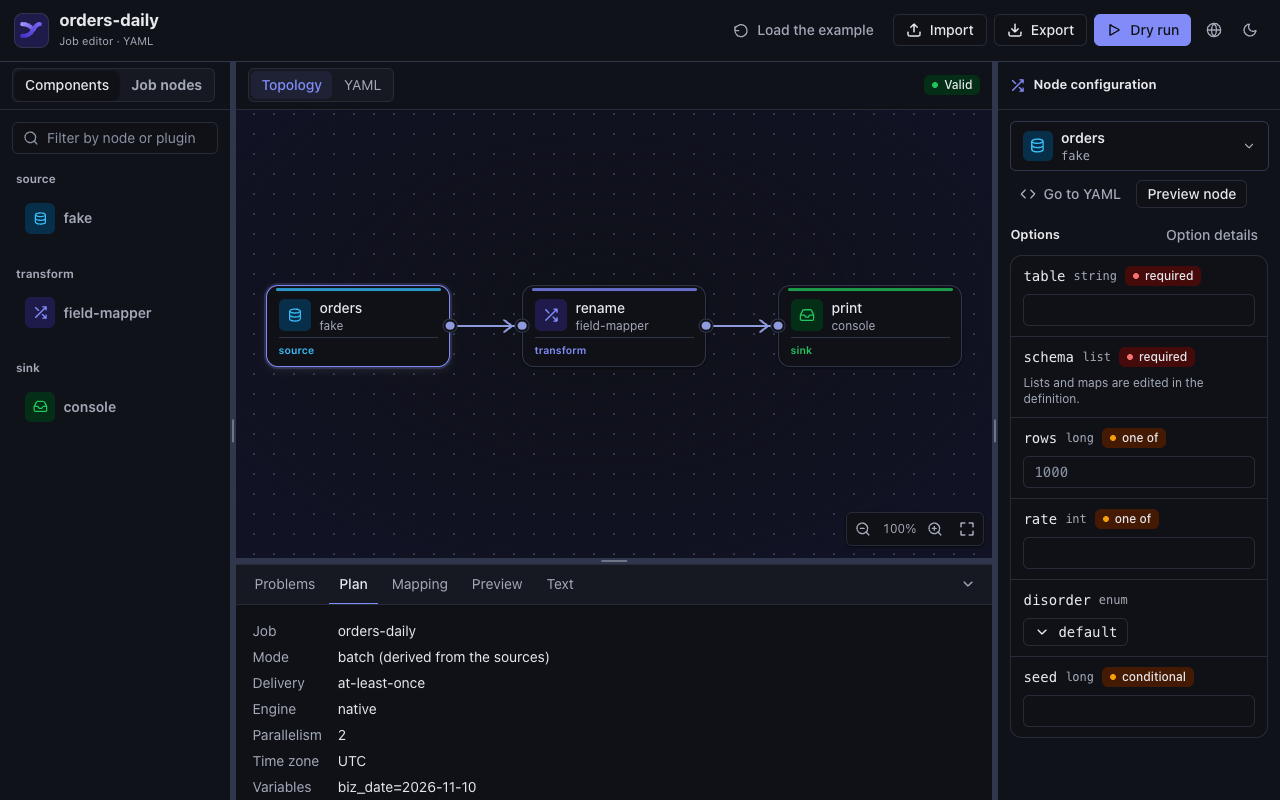 orders-daily
Job editor · YAML
Load the example
Import
Export
Dry run
Components
Job nodes
Filter by node or plugin
source
fake
transform
field-mapper
sink
console
Topology
YAML
Valid
orders
fake
source
rename
field-mapper
transform
print
console
sink
100%
Problems
Plan
Mapping
Preview
Text
Job orders-daily
Mode batch (derived from the sources)
Delivery at-least-once
Engine native
Parallelism 2
Time zone UTC
Variables biz_date=2026-11-10
Node configuration
orders
fake
Go to YAML
Preview node
Options
Option details
table string required
schema list required
Lists and maps are edited in the
definition.
rows long one of
1000
rate int one of
disorder enum
default
seed long conditional